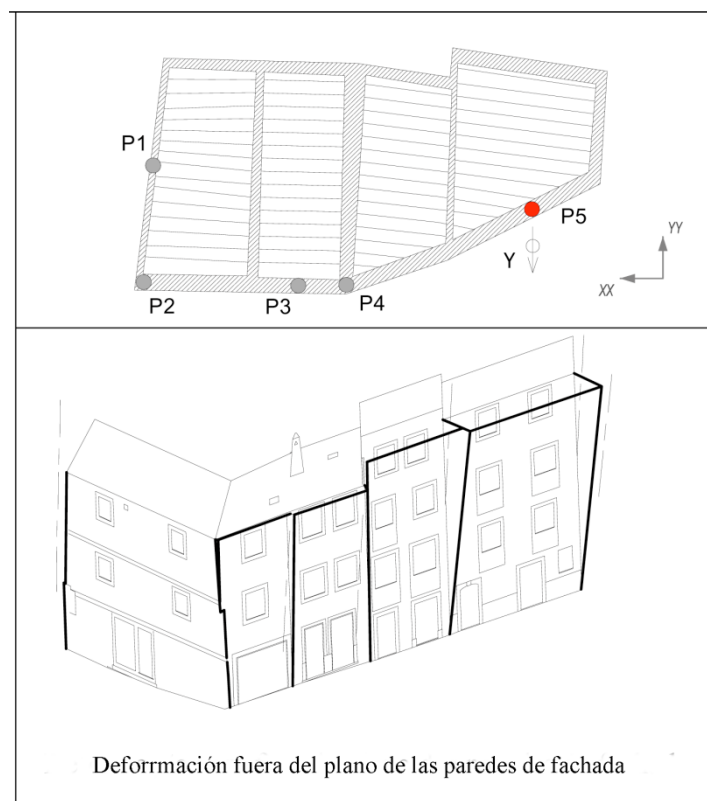 P1
P5
YY
Y
XX
P2
P3
P4
Deforrmación fuera del plano de las paredes de fachada